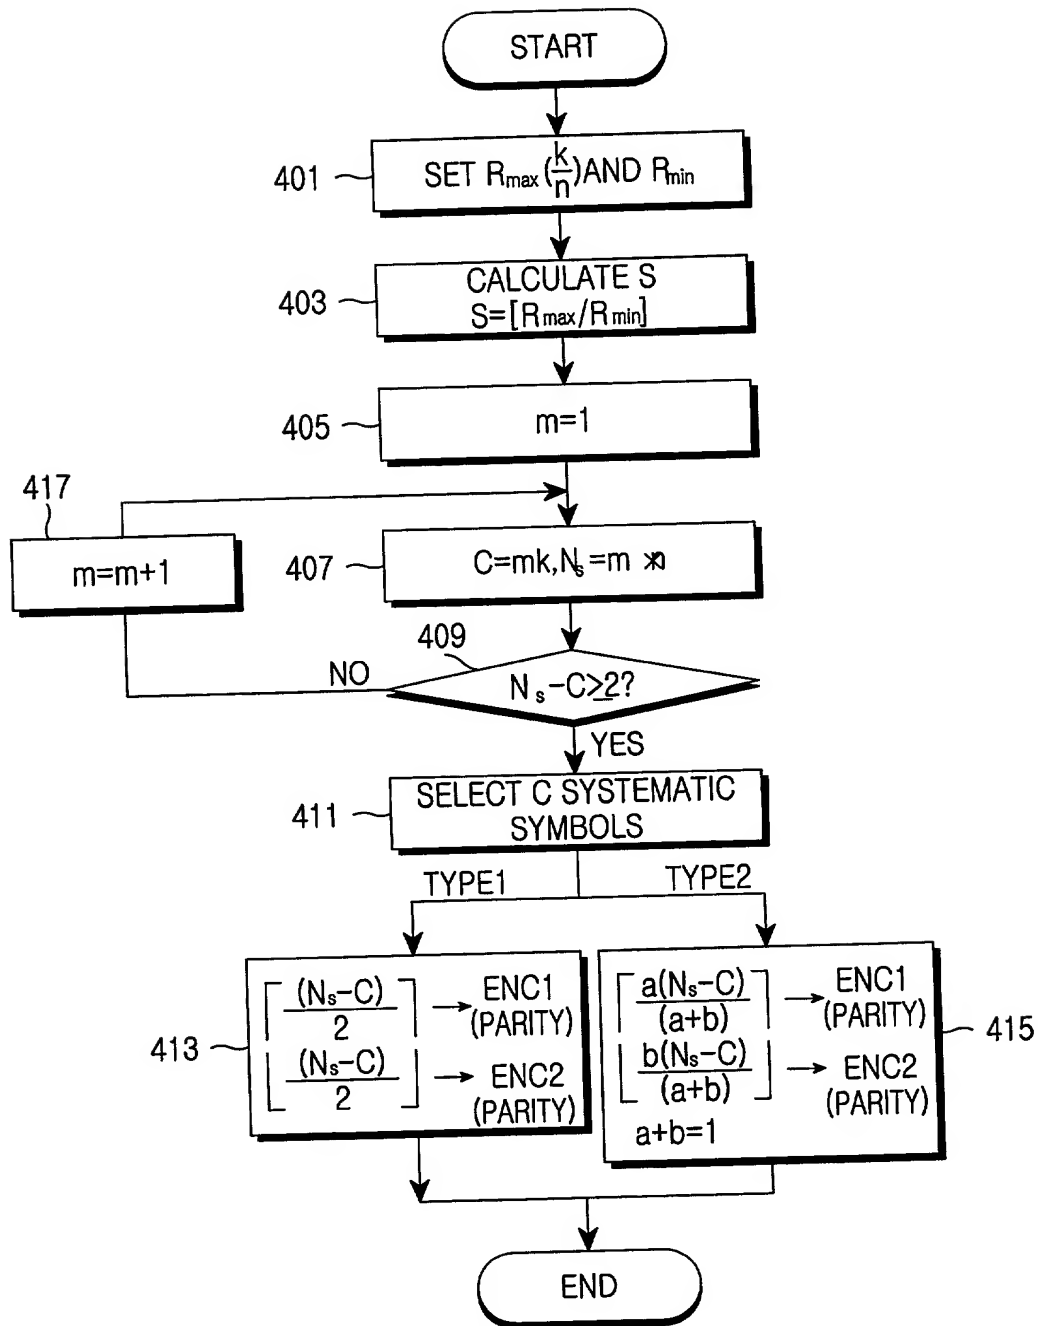 START
401
SET Rmax(k/n)AND Rmin
403
CALCULATE S
S=[Rmax/Rmin]
405
m=1
417
m=m+1
407
C=mk,Ns=m×n
409
NO
Ns-C≥2?
YES
411
SELECT C SYSTEMATIC
SYMBOLS
TYPE1
TYPE2
413
(Ns-C)/2 → ENC1
(PARITY)
(Ns-C)/2 → ENC2
(PARITY)
a(Ns-C)/(a+b) → ENC1
(PARITY)
b(Ns-C)/(a+b) → ENC2
(PARITY)
a+b=1
415
END